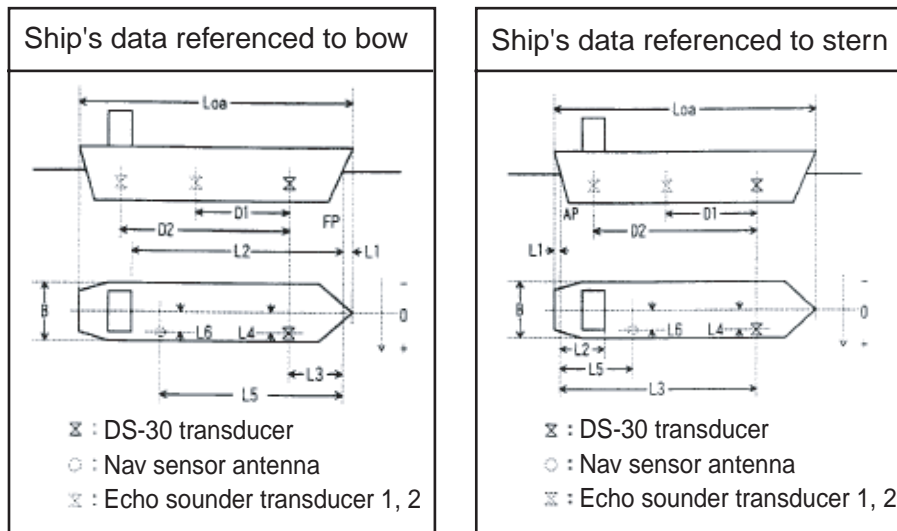 Ship's data referenced to bow
Loa
D1
FP
D2
L2
L1
B
-
0
+
L6
L4
L3
L5
: DS-30 transducer
: Nav sensor antenna
: Echo sounder transducer 1, 2
Ship's data referenced to stern
Loa
AP
D1
D2
L1
B
-
0
+
L6
L4
L2
L5
L3
: DS-30 transducer
: Nav sensor antenna
: Echo sounder transducer 1, 2